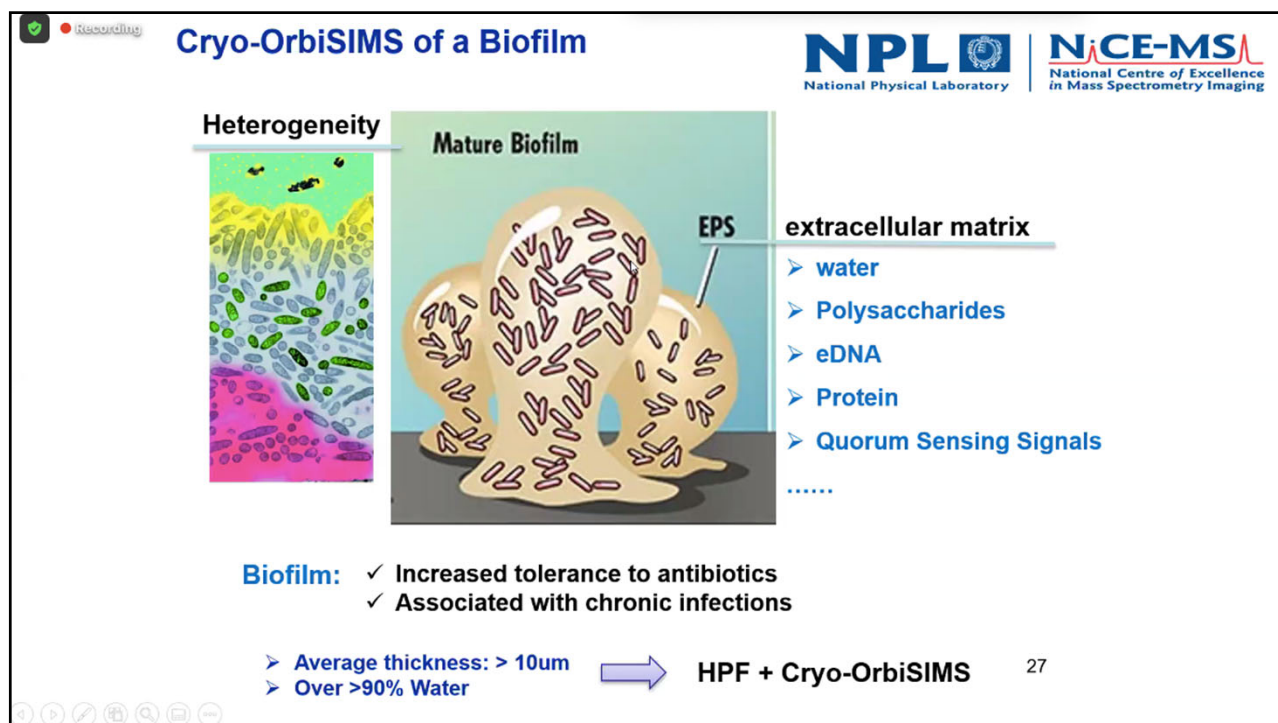 Recording
Cryo-OrbiSIMS of a Biofilm
NPL
National Physical Laboratory
NiCE-MSI
National Centre of Excellence
in Mass Spectrometry Imaging
Heterogeneity
Mature Biofilm
EPS
extracellular matrix
➢ water
➢ Polysaccharides
➢ eDNA
➢ Protein
➢ Quorum Sensing Signals
......
Biofilm: ✓ Increased tolerance to antibiotics
✓ Associated with chronic infections
➢ Average thickness: > 10um
➢ Over >90% Water
HPF + Cryo-OrbiSIMS
27